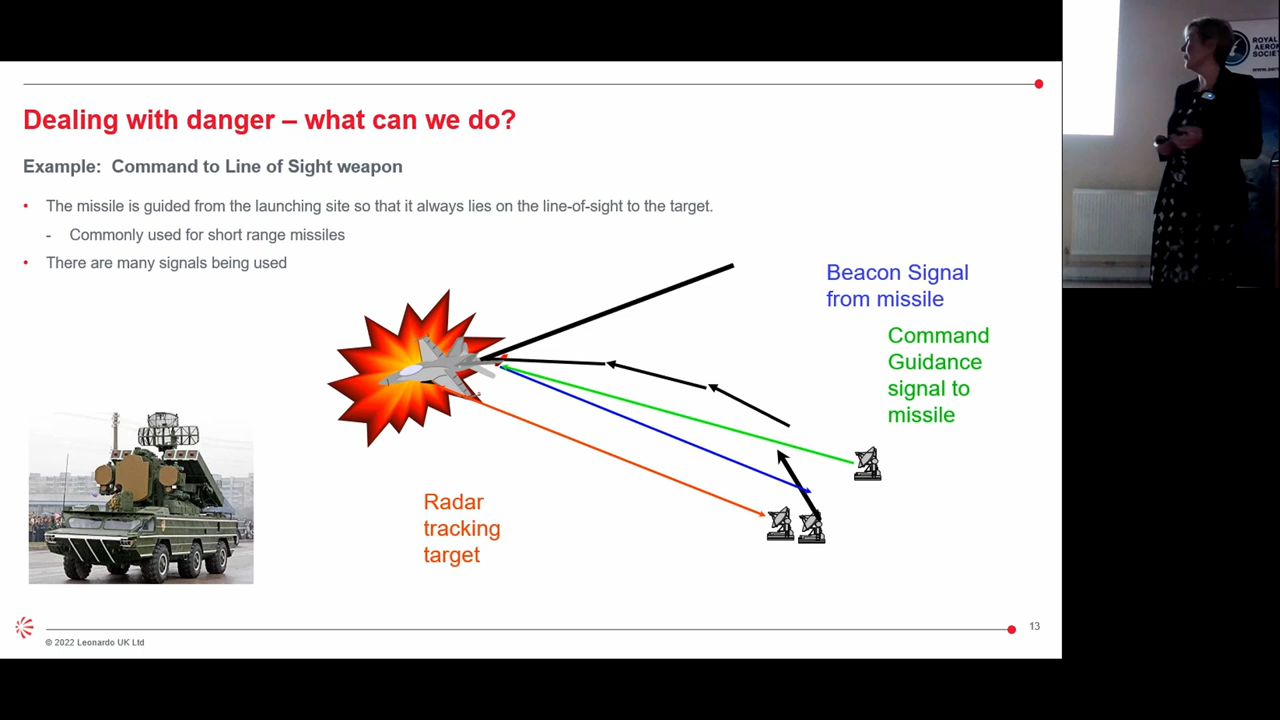 Dealing with danger – what can we do?
Example: Command to Line of Sight weapon
• The missile is guided from the launching site so that it always lies on the line-of-sight to the target.
- Commonly used for short range missiles
• There are many signals being used
Beacon Signal
from missile
Command
Guidance
signal to
missile
Radar
tracking
target
© 2022 Leonardo UK Ltd
13
ROYAL
SOCIETY